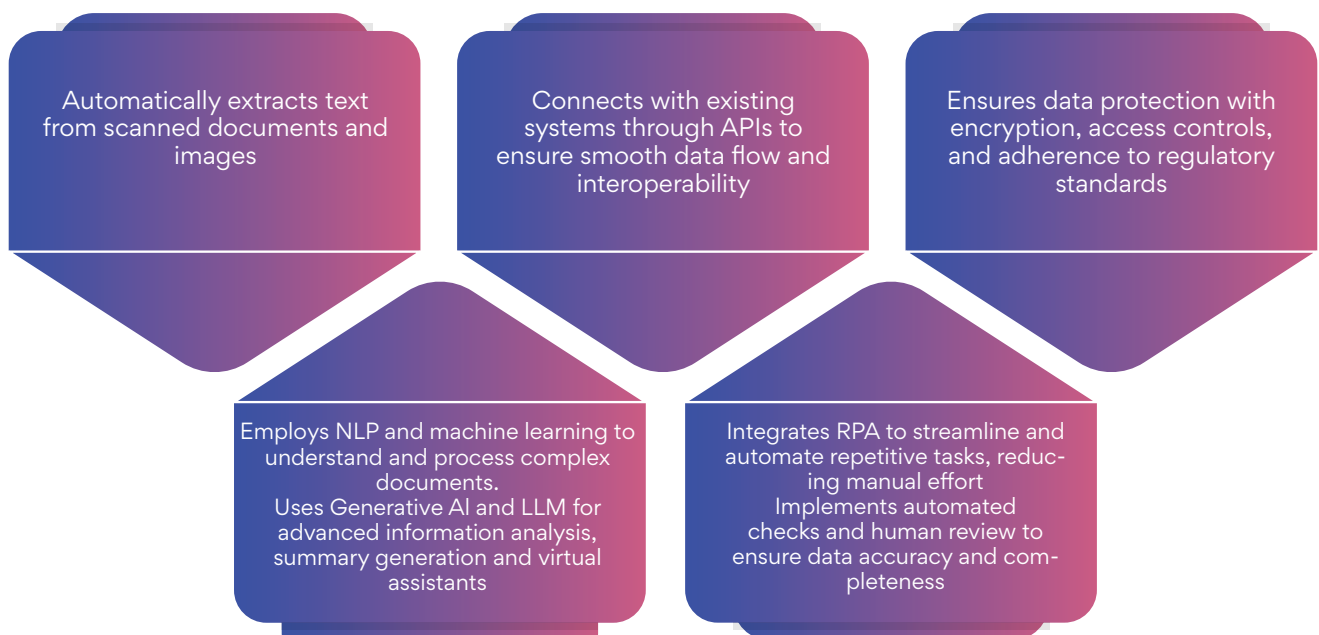 Automatically extracts text
from scanned documents and
images
Connects with existing
systems through APIs to
ensure smooth data flow and
interoperability
Ensures data protection with
encryption, access controls,
and adherence to regulatory
standards
Employs NLP and machine learning to
understand and process complex
documents.
Uses Generative AI and LLM for
advanced information analysis,
summary generation and virtual
assistants
Integrates RPA to streamline and
automate repetitive tasks, reduc-
ing manual effort
Implements automated
checks and human review to
ensure data accuracy and com-
pleteness